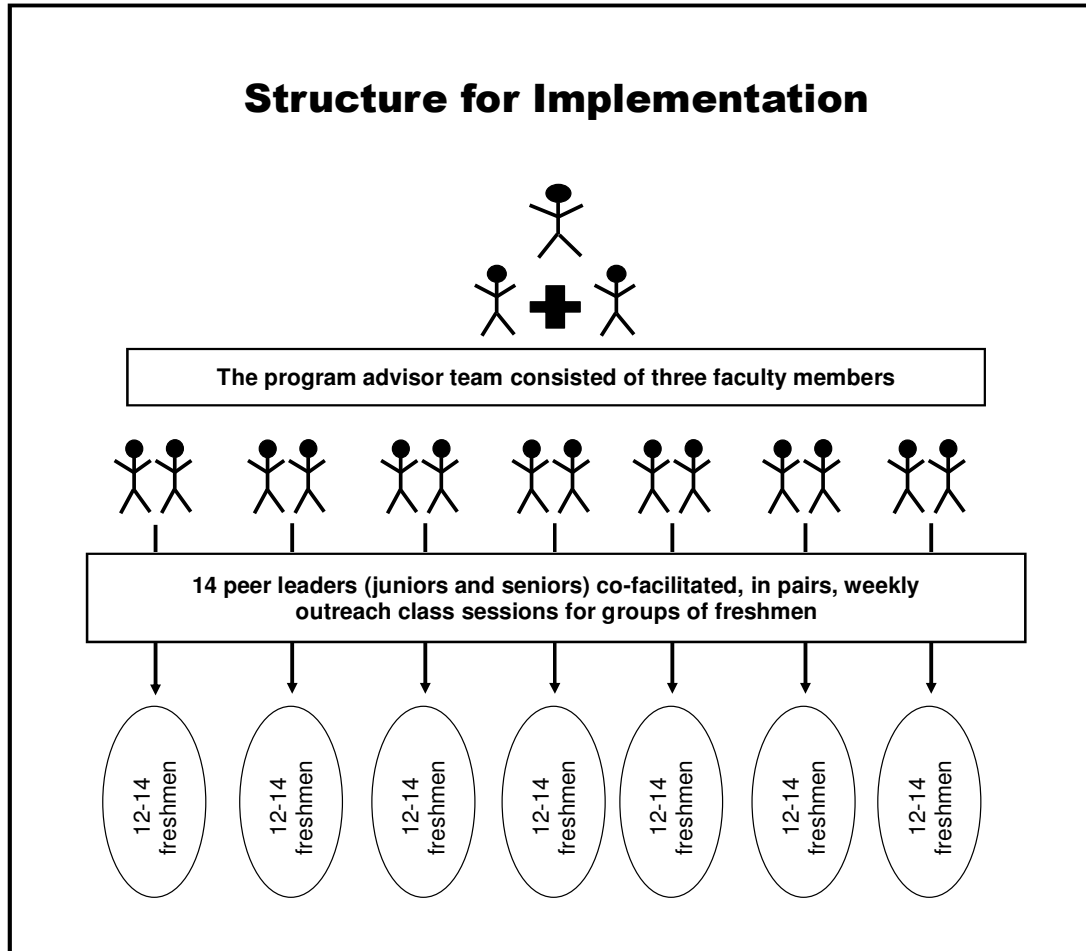 Structure for Implementation
The program advisor team consisted of three faculty members
14 peer leaders (juniors and seniors) co-facilitated, in pairs, weekly
outreach class sessions for groups of freshmen
12-14
freshmen
12-14
freshmen
12-14
freshmen
12-14
freshmen
12-14
freshmen
12-14
freshmen
12-14
freshmen